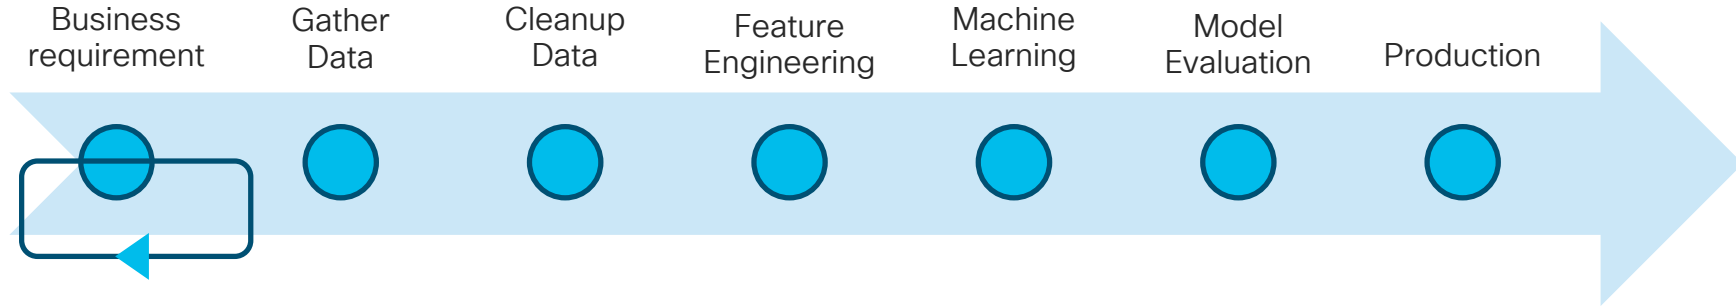 Business
requirement
Gather
Data
Cleanup
Data
Feature
Engineering
Machine
Learning
Model
Evaluation
Production